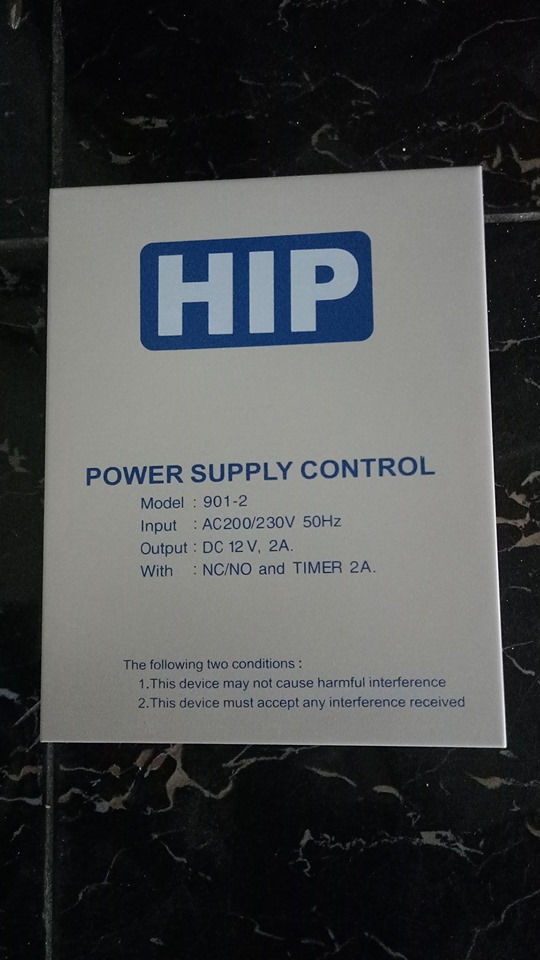 HIP
POWER SUPPLY CONTROL
Model : 901-2
Input : AC200/230V 50Hz
Output : DC 12 V, 2A.
With : NC/NO and TIMER 2A.
The following two conditions :
1.This device may not cause harmful interference
2.This device must accept any interference received